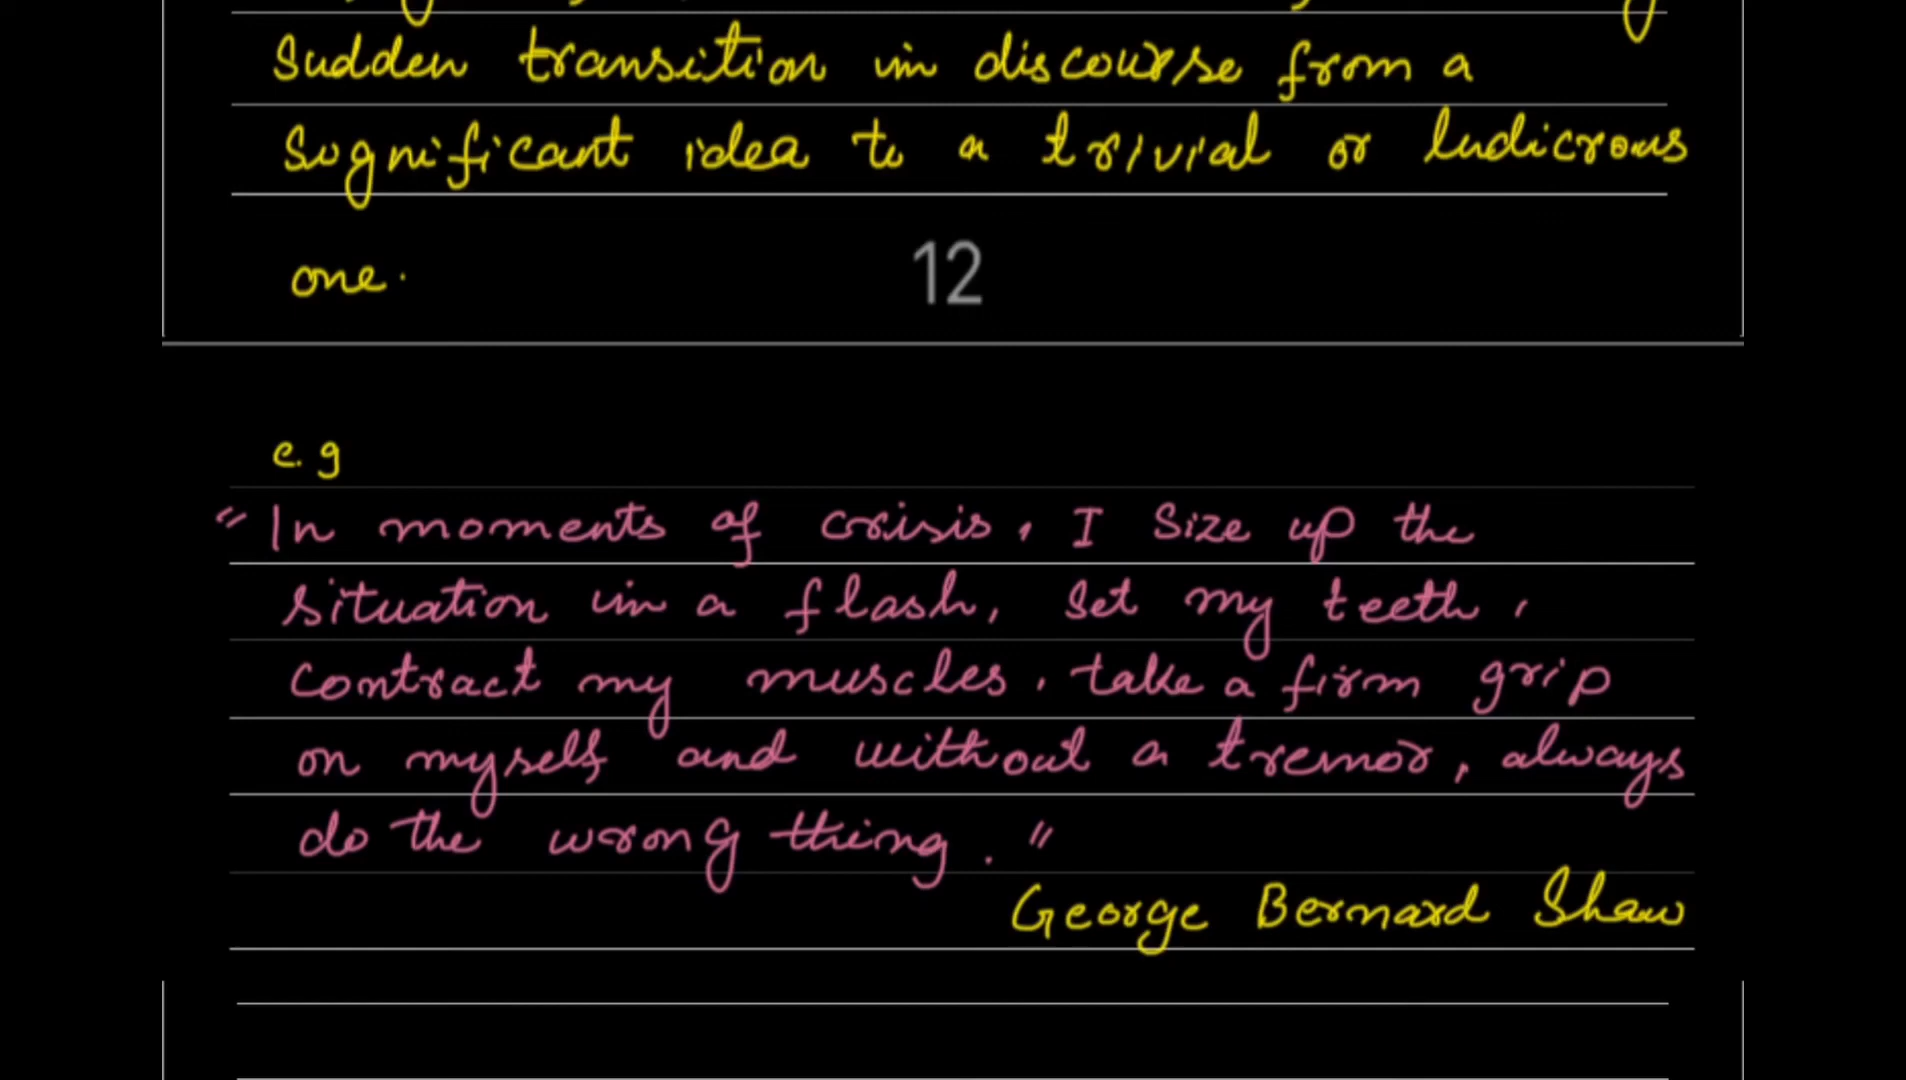 Sudden transition in discourse from a
Significant idea to a trivial or ludicrous
one.
12
e.g
"In moments of crisis, I Size up the
situation in a flash, Set my teeth,
contract my muscles, take a firm grip
on myself and without a tremor, always
do the wrong thing."
George Bernard Shaw